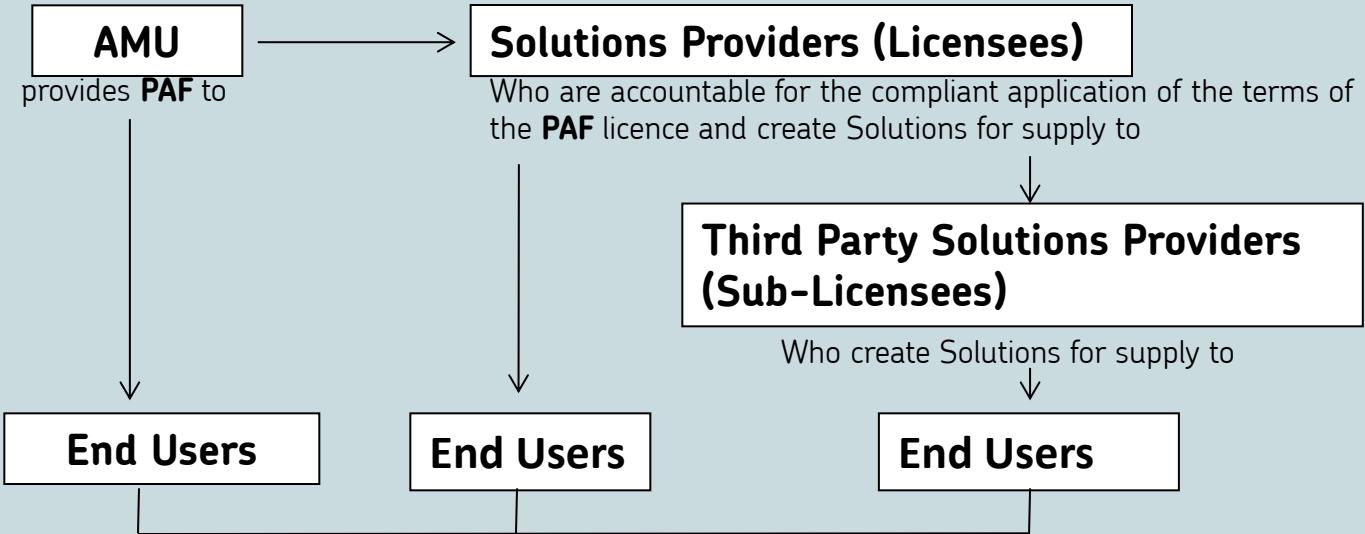 AMU
Solutions Providers (Licensees)
provides PAF to
Who are accountable for the compliant application of the terms of
the PAF licence and create Solutions for supply to
Third Party Solutions Providers
(Sub-Licensees)
Who create Solutions for supply to
End Users
End Users
End Users